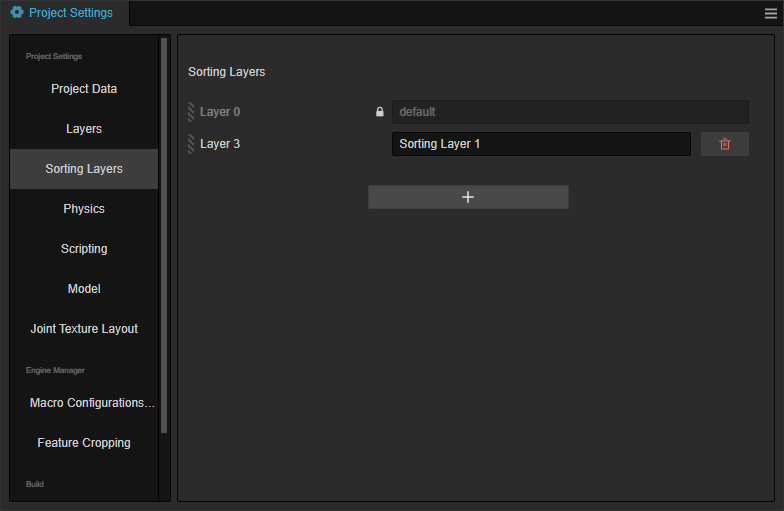 Project Settings
Project Settings
Project Data
Layers
Sorting Layers
Physics
Scripting
Model
Joint Texture Layout
Engine Manager
Macro Configurations...
Feature Cropping
Build
Sorting Layers
Layer 0 default
Layer 3 Sorting Layer 1